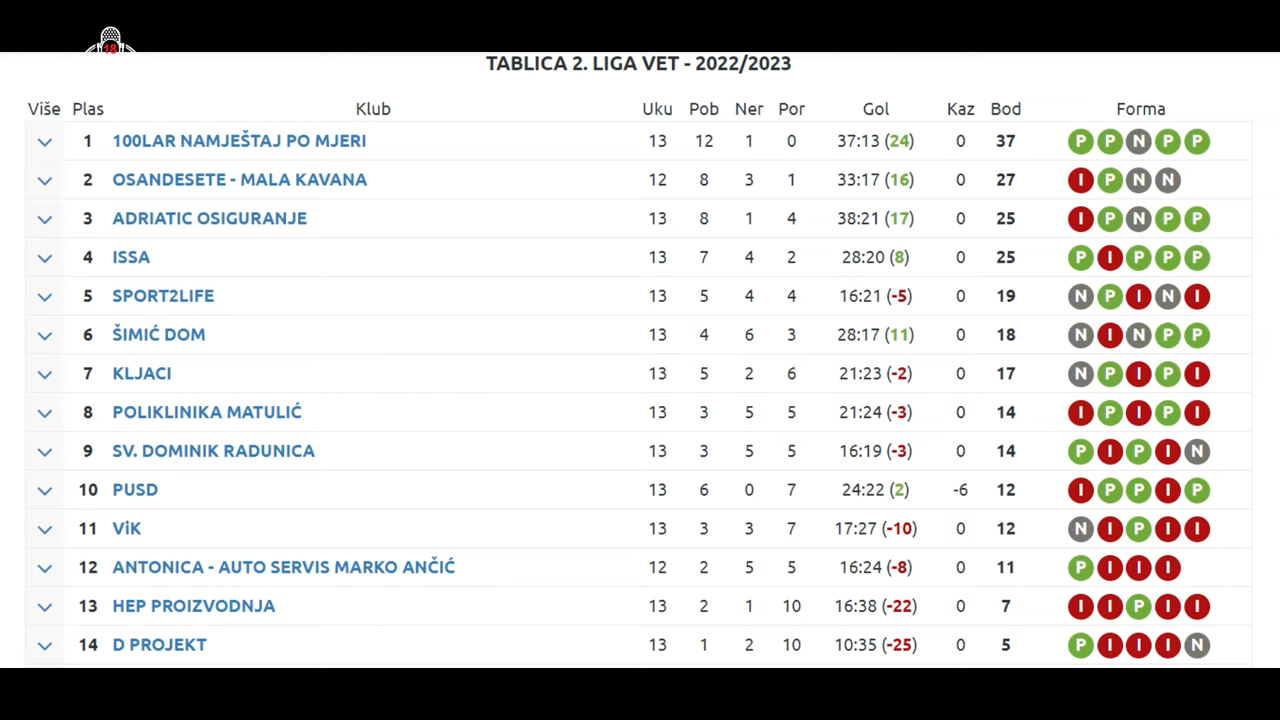 18
TABLICA 2. LIGA VET - 2022/2023
Više Plas Klub Uku Pob Ner Por Gol Kaz Bod Forma
1 100LAR NAMJEŠTAJ PO MJERI 13 12 1 0 37:13 (24) 0 37 P P N P P
2 OSANDESETE - MALA KAVANA 12 8 3 1 33:17 (16) 0 27 I P N N
3 ADRIATIC OSIGURANJE 13 8 1 4 38:21 (17) 0 25 I P N P P
4 ISSA 13 7 4 2 28:20 (8) 0 25 P I P P P
5 SPORT2LIFE 13 5 4 4 16:21 (-5) 0 19 N P I N I
6 ŠIMIĆ DOM 13 4 6 3 28:17 (11) 0 18 N I N P P
7 KLJACI 13 5 2 6 21:23 (-2) 0 17 N P I P I
8 POLIKLINIKA MATULIĆ 13 3 5 5 21:24 (-3) 0 14 I P I P I
9 SV. DOMINIK RADUNICA 13 3 5 5 16:19 (-3) 0 14 P I P I N
10 PUSD 13 6 0 7 24:22 (2) -6 12 I P P I P
11 ViK 13 3 3 7 17:27 (-10) 0 12 N I P I I
12 ANTONICA - AUTO SERVIS MARKO ANČIĆ 12 2 5 5 16:24 (-8) 0 11 P I I I
13 HEP PROIZVODNJA 13 2 1 10 16:38 (-22) 0 7 I I P I I
14 D PROJEKT 13 1 2 10 10:35 (-25) 0 5 P I I I N